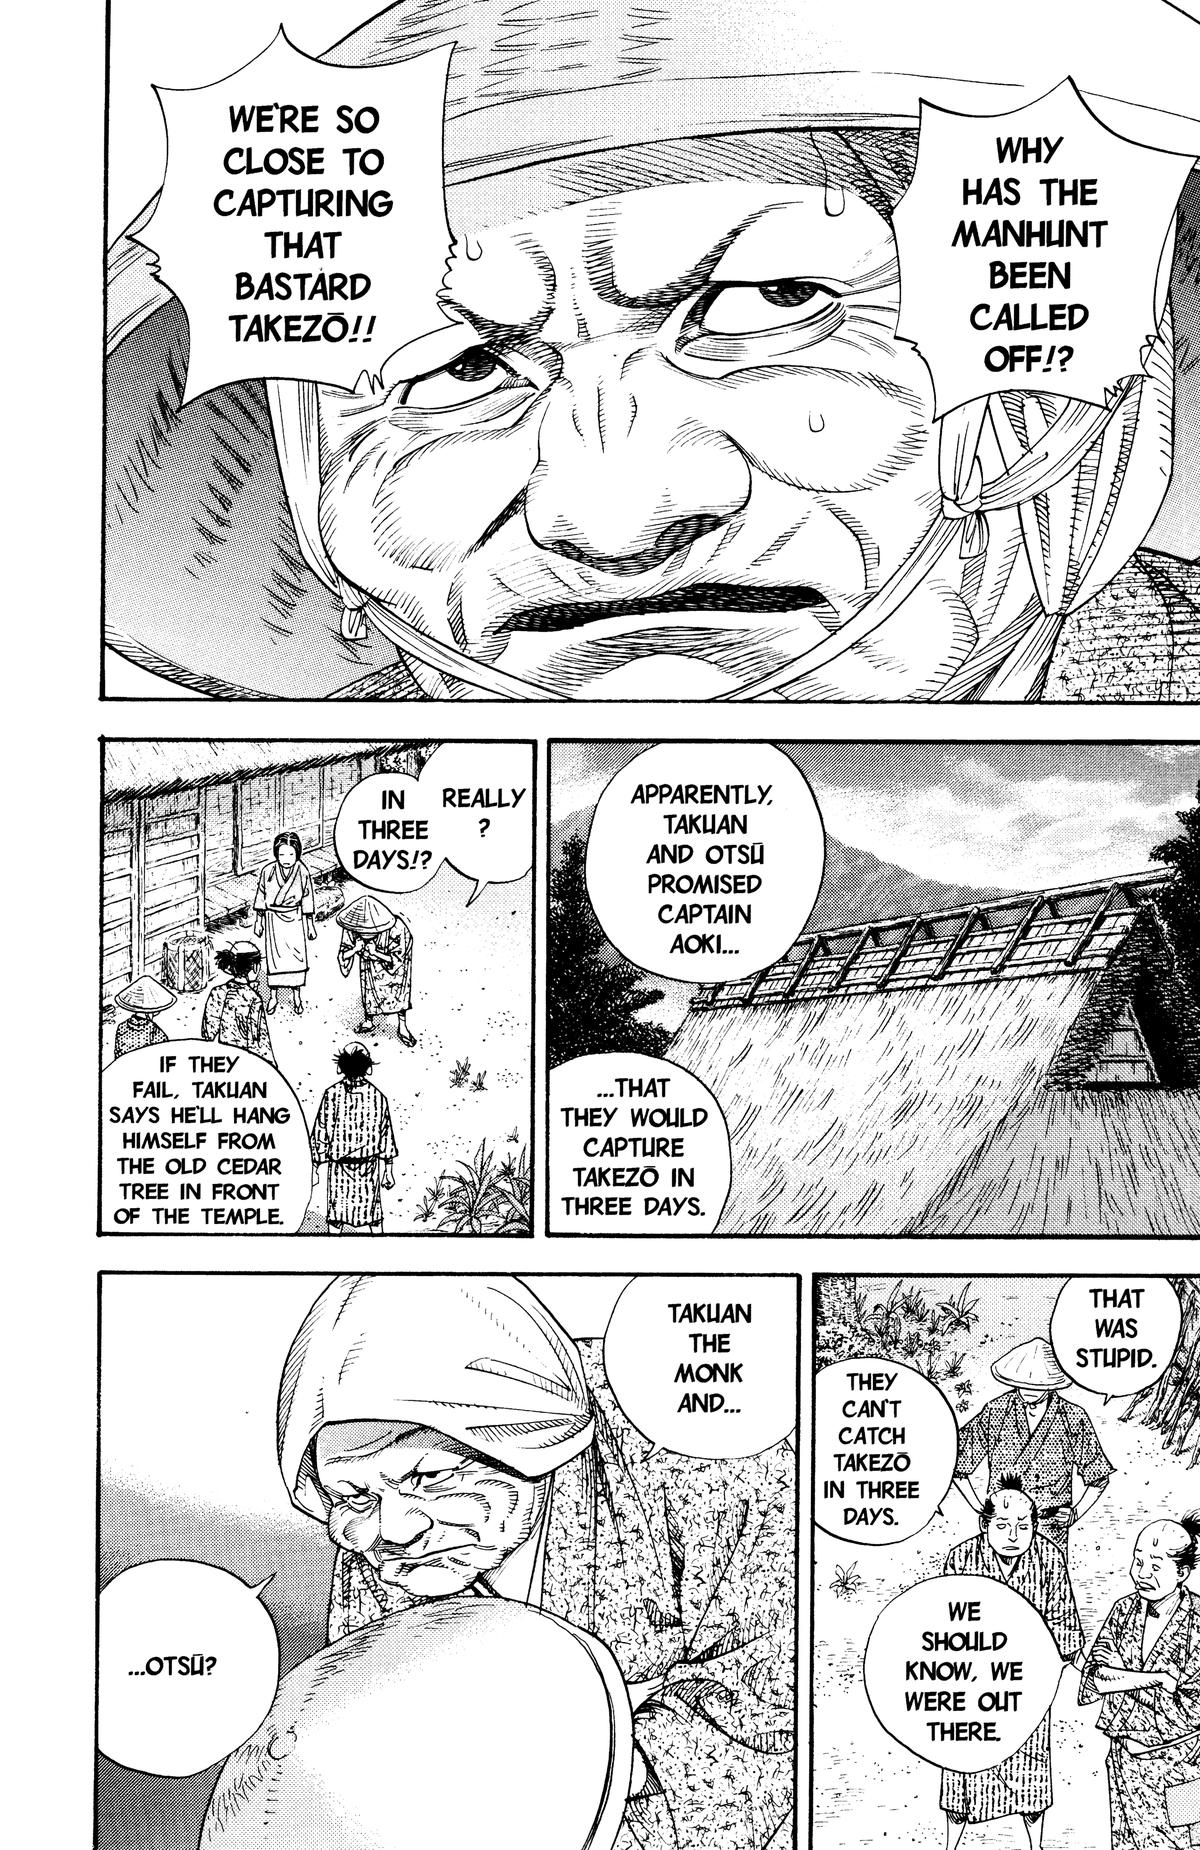 WHY
HAS THE
MANHUNT
BEEN
CALLED
OFF!?
WE'RE SO
CLOSE TO
CAPTURING
THAT
BASTARD
TAKEZŌ!!
APPARENTLY,
TAKUAN
AND OTSŪ
PROMISED
CAPTAIN
AOKI...
...THAT
THEY WOULD
CAPTURE
TAKEZŌ IN
THREE DAYS.
REALLY
?
IN
THREE
DAYS!?
IF THEY
FAIL, TAKUAN
SAYS HE'LL HANG
HIMSELF FROM
THE OLD CEDAR
TREE IN FRONT
OF THE TEMPLE.
THAT
WAS
STUPID.
THEY
CAN'T
CATCH
TAKEZŌ
IN THREE
DAYS.
WE
SHOULD
KNOW, WE
WERE OUT
THERE.
TAKUAN
THE
MONK
AND...
...OTSŪ?